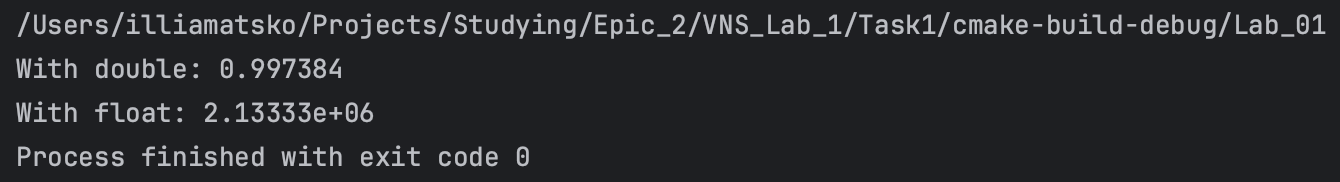 /Users/illiamatsko/Projects/Studying/Epic_2/VNS_Lab_1/Task1/cmake-build-debug/Lab_01
With double: 0.997384
With float: 2.13333e+06
Process finished with exit code 0